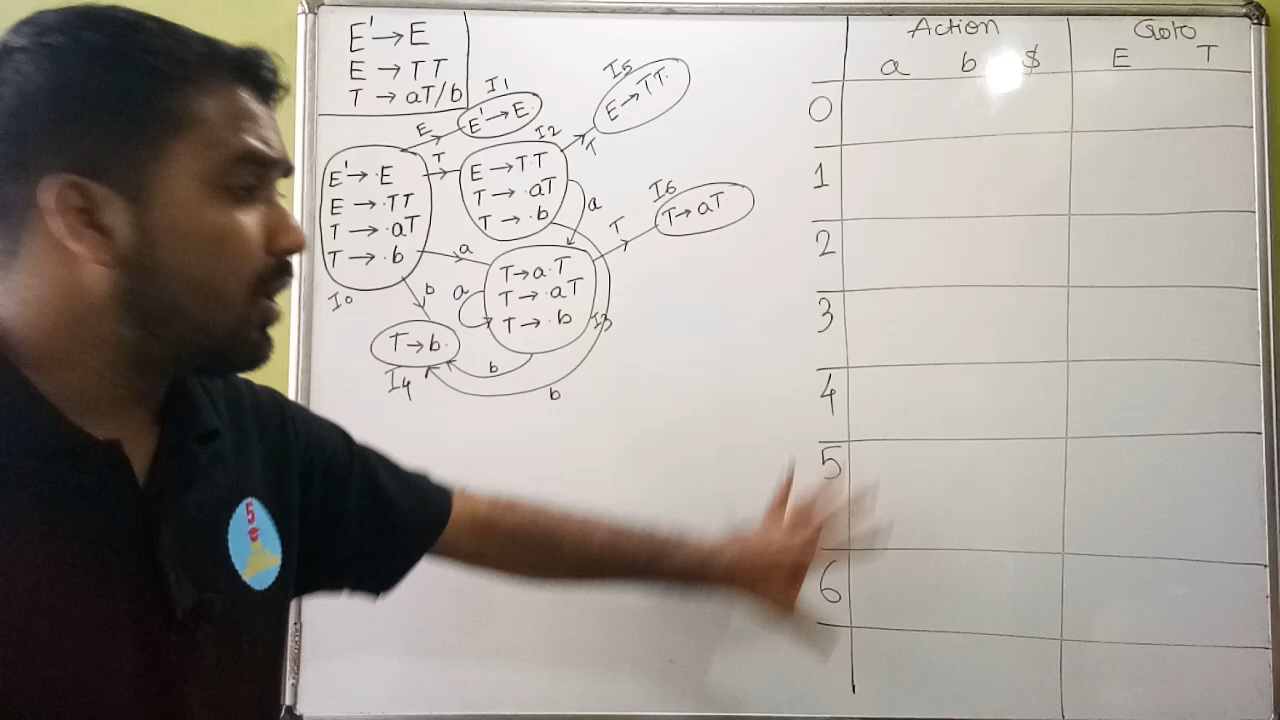 E' → E
E → TT
T → aT/b
I1
E' → E.
E
I5
E → TT.
T
I2
E → T T
T → .aT
T → .b
T
a
b
E' → .E
E → .TT
T → .aT
T → .b
I0
a
b
I6
T → aT.
T
T → a.T
T → .aT
T → .b
I3
a
b
T → b.
I4
Action Goto
a b $ E T
0
1
2
3
4
5
6
5